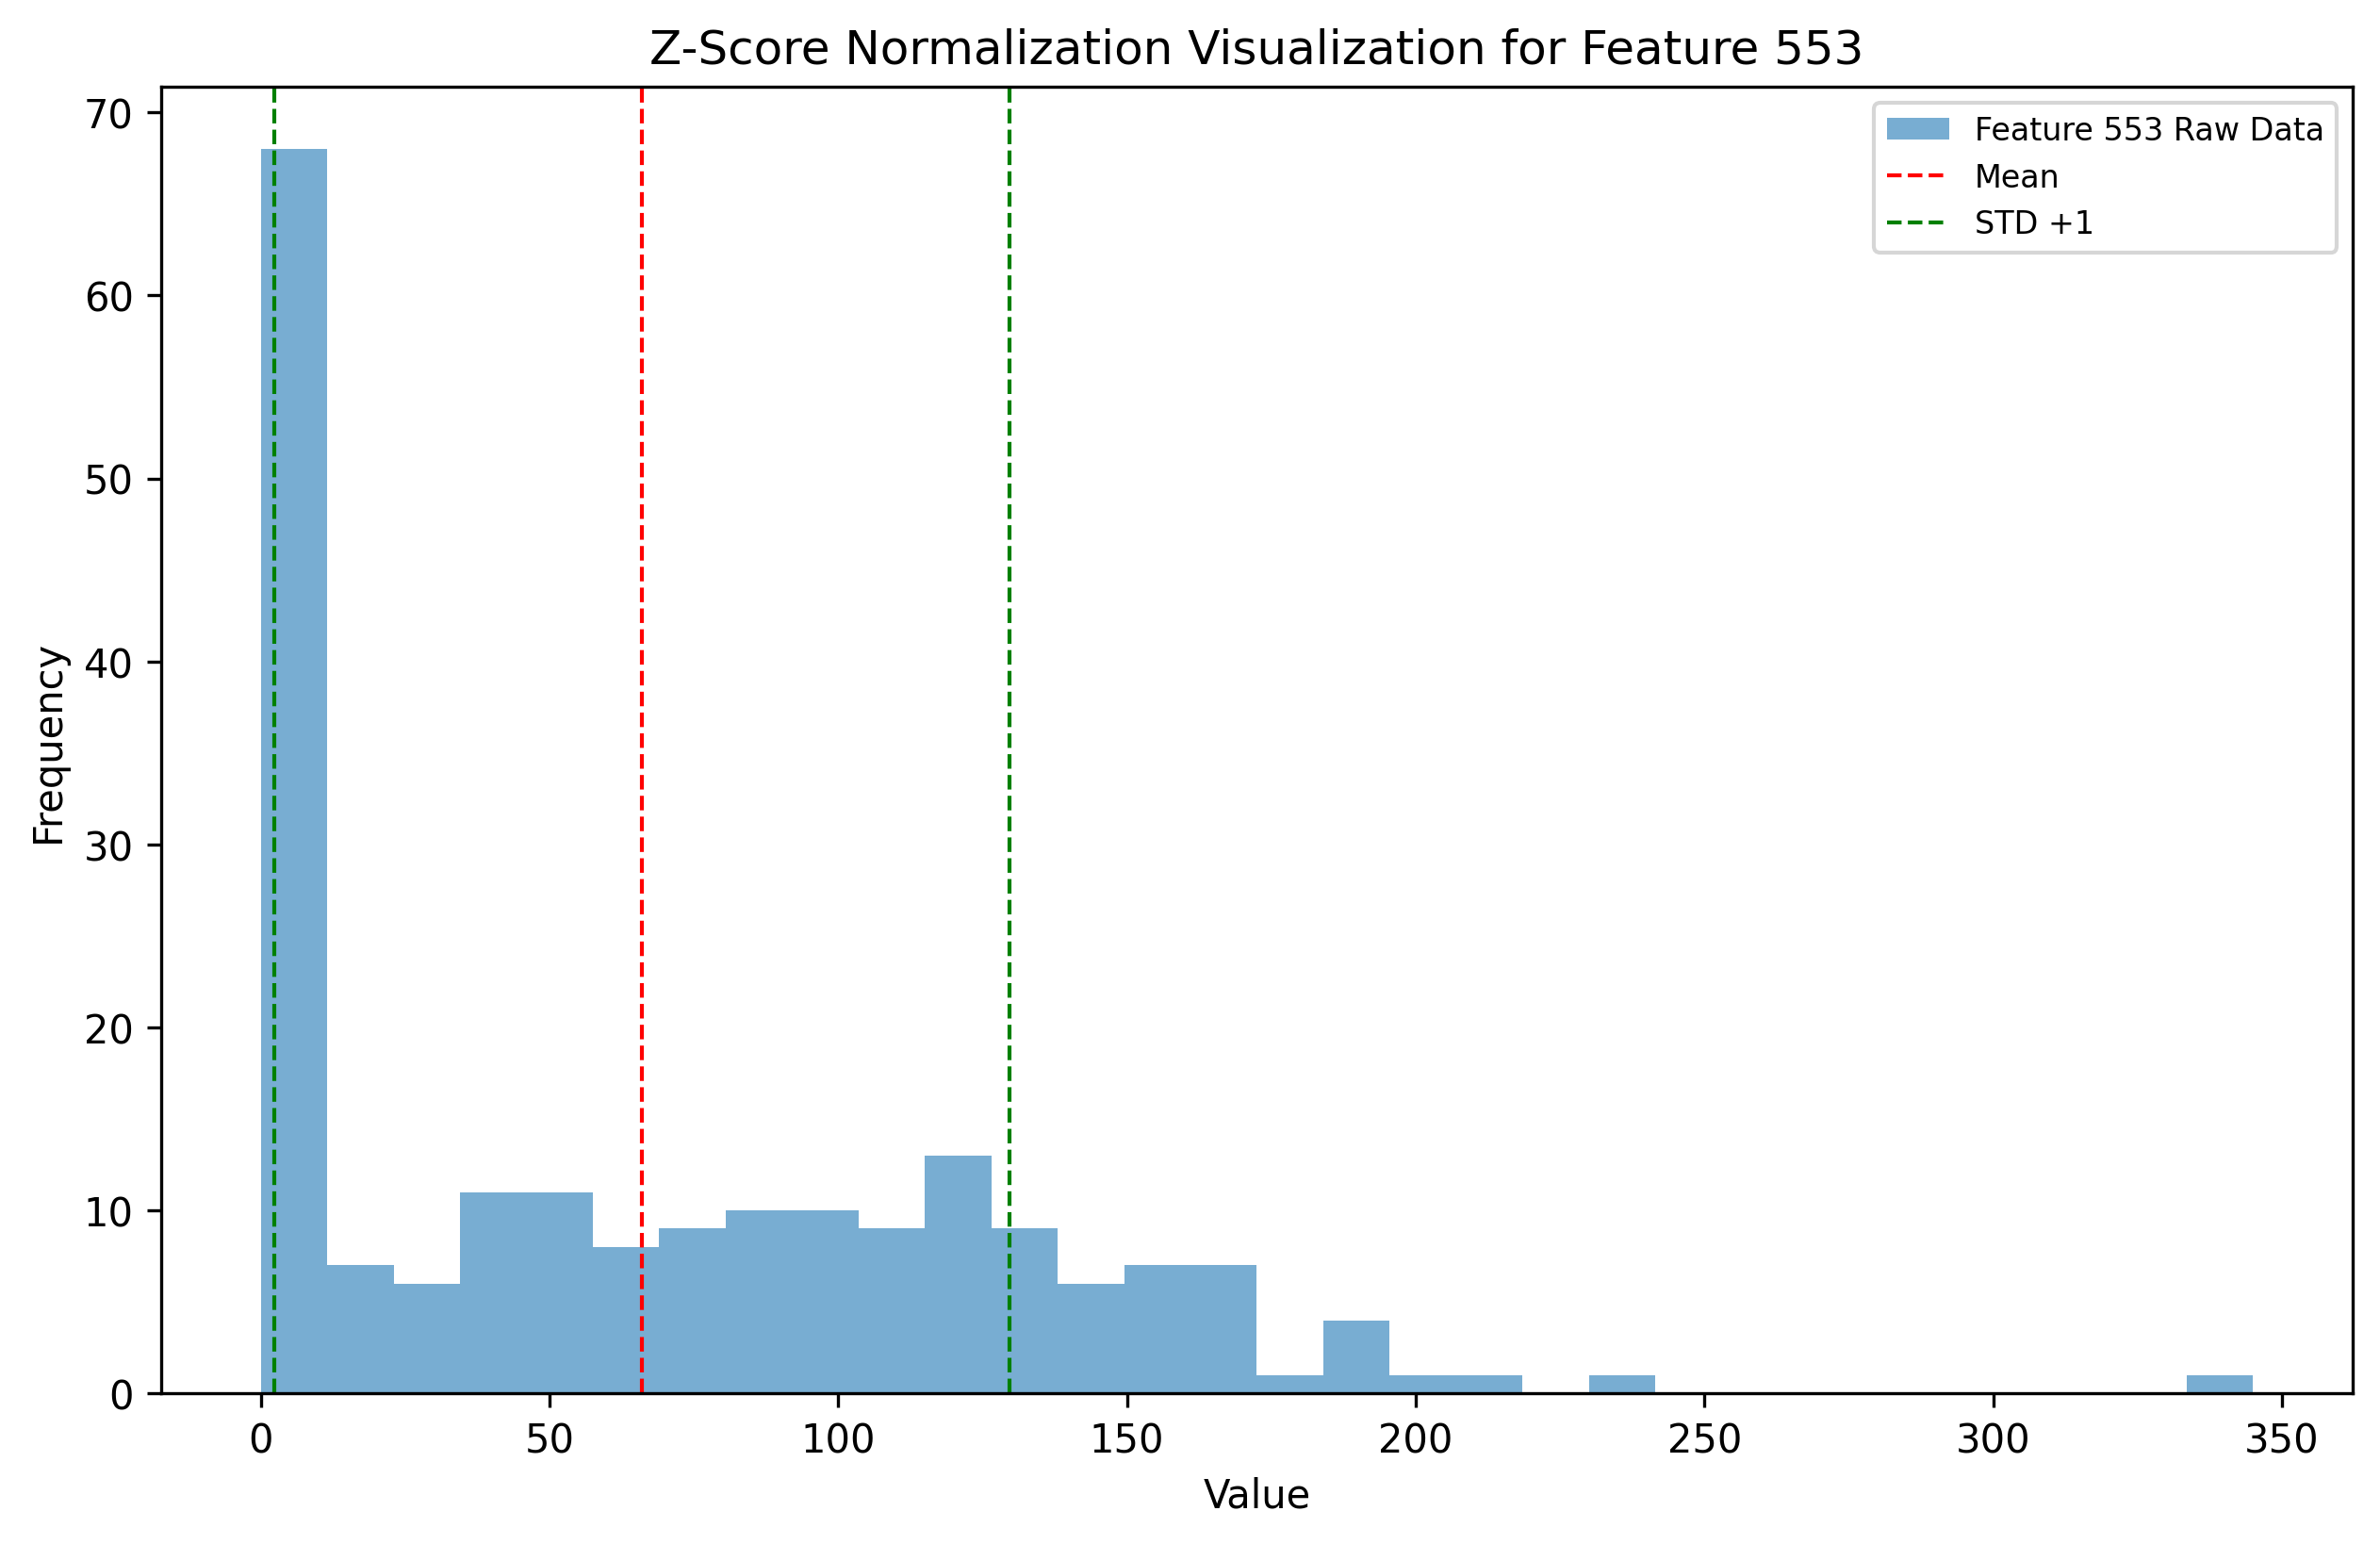 Z-Score Normalization Visualization for Feature 553
70
60
50
40
30
20
10
0
Frequency
Feature 553 Raw Data
Mean
STD +1
0 50 100 150 200 250 300 350
Value